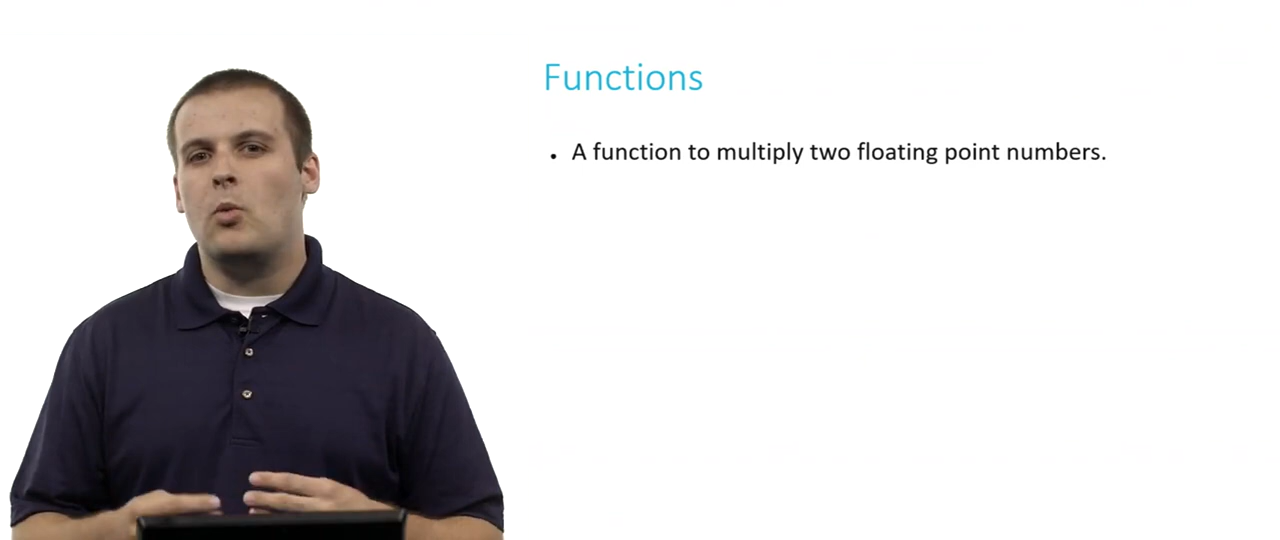 Functions
• A function to multiply two floating point numbers.